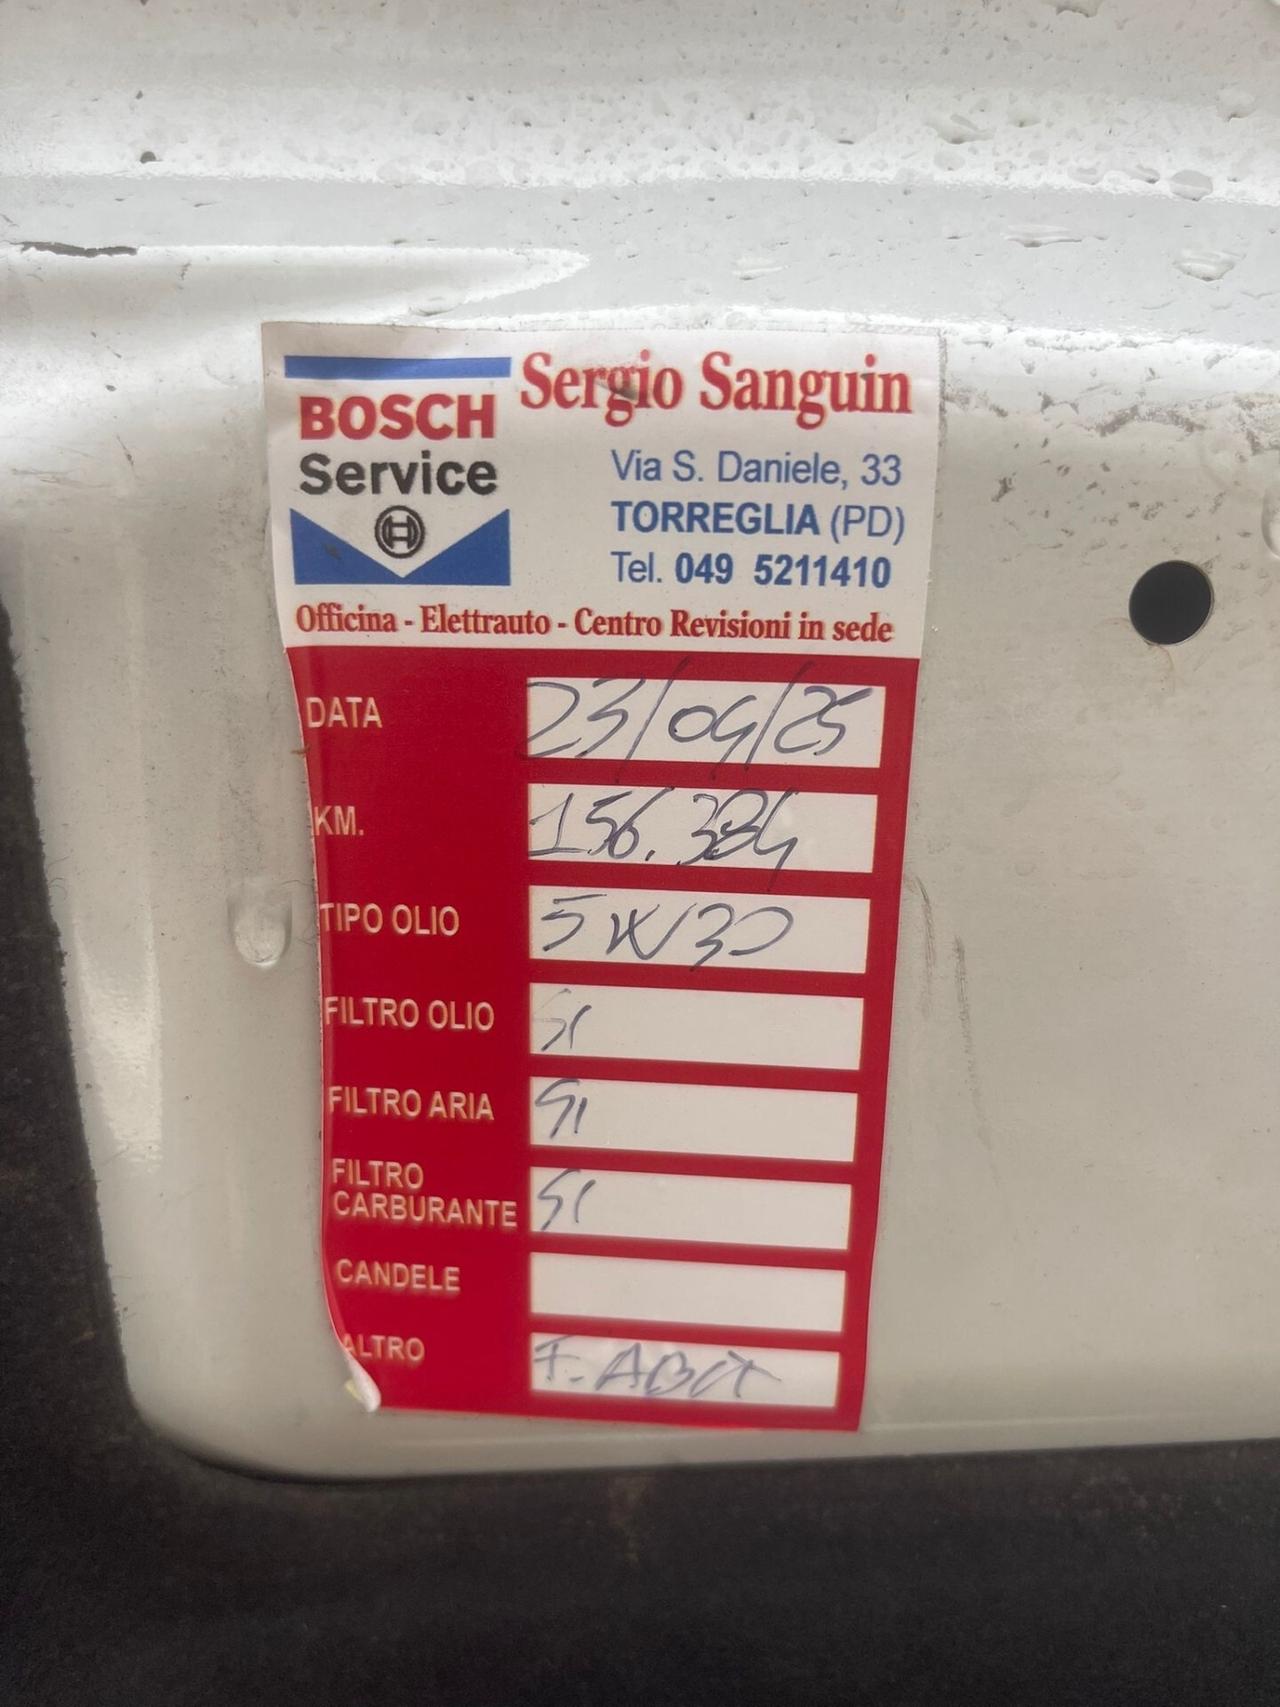 BOSCH
Service
Sergio Sanguin
Via S. Daniele, 33
TORREGLIA (PD)
Tel. 049 5211410
Officina - Elettrauto - Centro Revisioni in sede
DATA 23/04/25
KM. 156.384
TIPO OLIO 5W30
FILTRO OLIO SI
FILTRO ARIA SI
FILTRO CARBURANTE SI
CANDELE
ALTRO F. ABIT